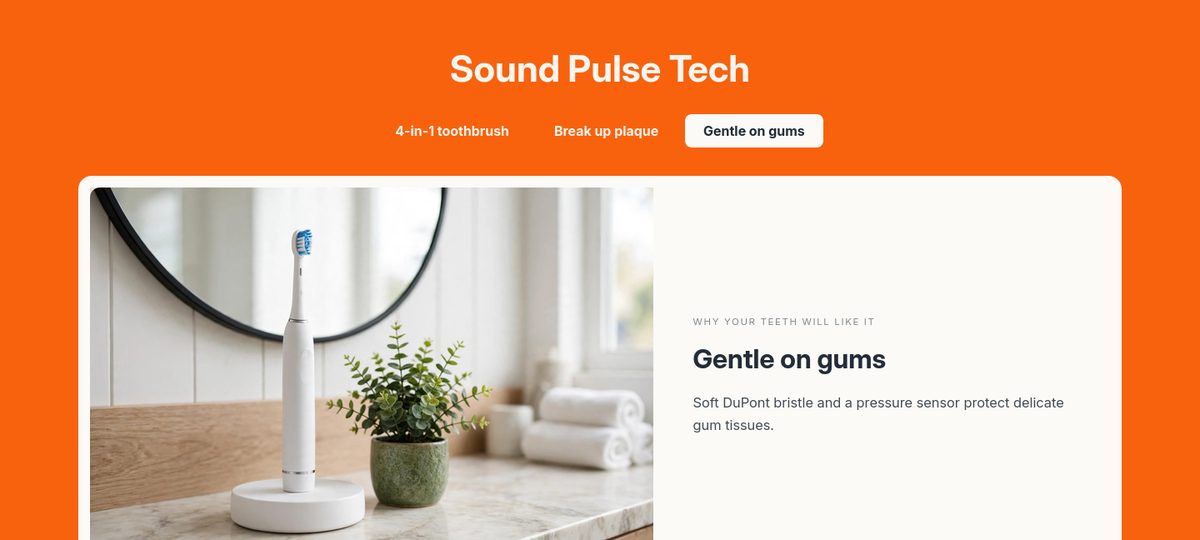 Sound Pulse Tech
4-in-1 toothbrush
Break up plaque
Gentle on gums
WHY YOUR TEETH WILL LIKE IT
Gentle on gums
Soft DuPont bristle and a pressure sensor protect delicate
gum tissues.